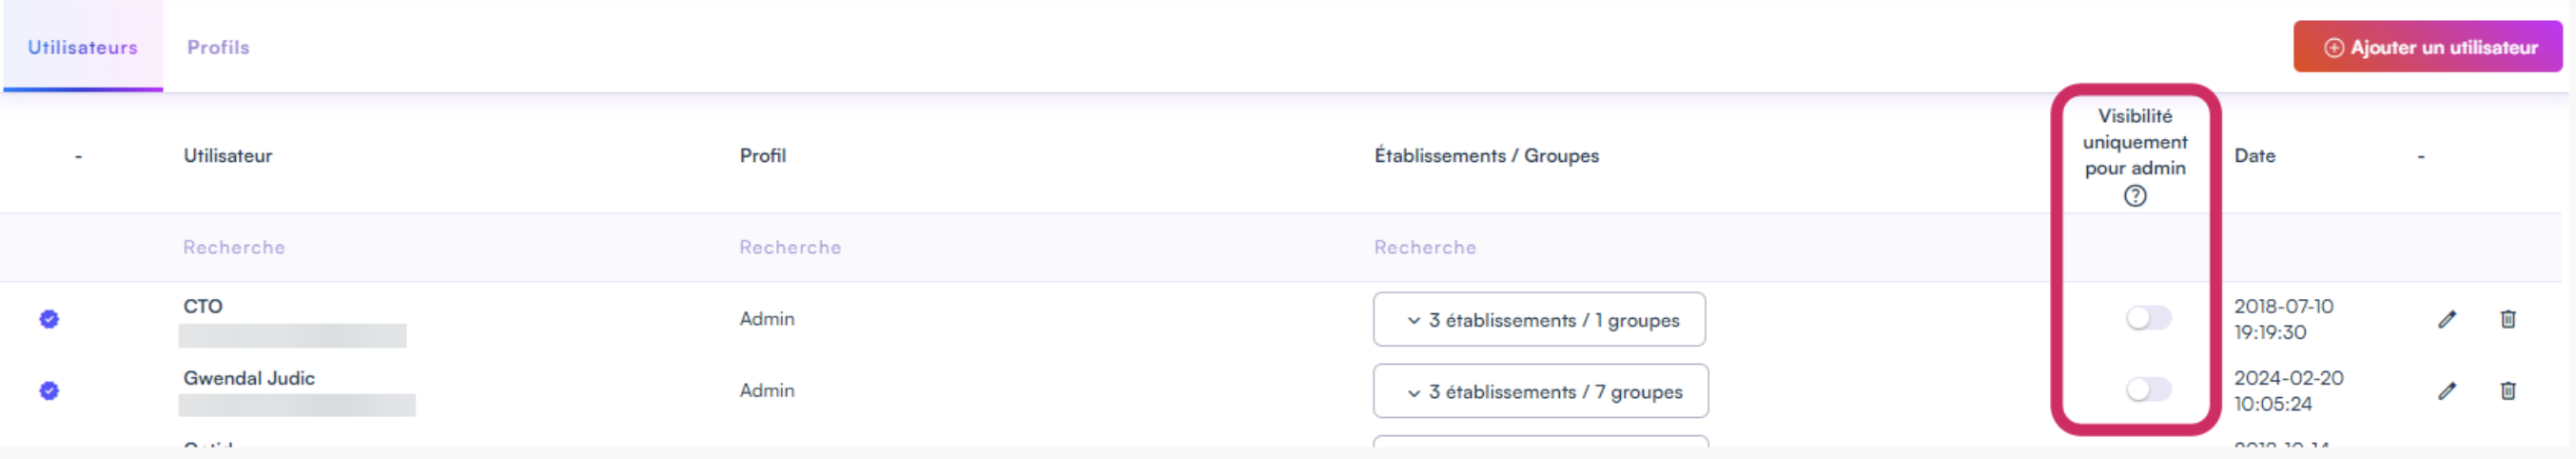 Utilisateurs Profils Ajouter un utilisateur
- Utilisateur Profil Établissements / Groupes Visibilité uniquement pour admin ? Date -
Recherche Recherche Recherche
CTO Admin 3 établissements / 1 groupes 2018-07-10
19:19:30
Gwendal Judic Admin 3 établissements / 7 groupes 2024-02-20
10:05:24